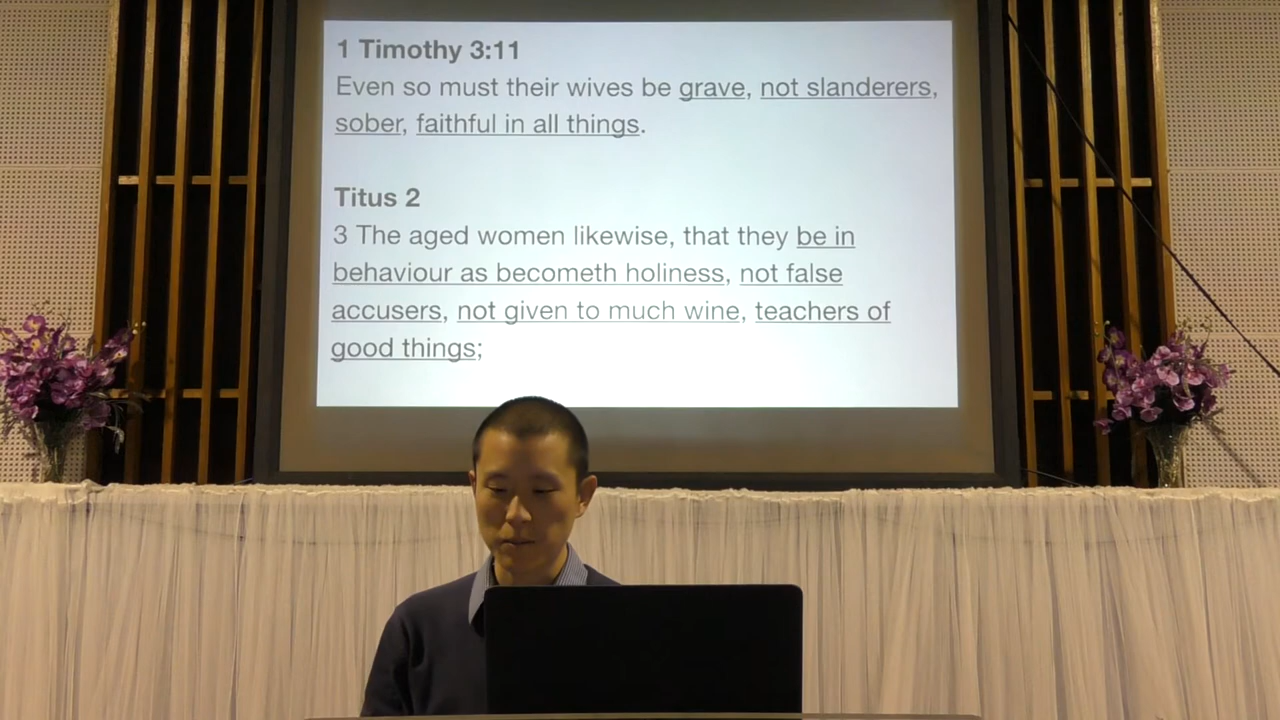 1 Timothy 3:11
Even so must their wives be grave, not slanderers,
sober, faithful in all things.
Titus 2
3 The aged women likewise, that they be in
behaviour as becometh holiness, not false
accusers, not given to much wine, teachers of
good things;